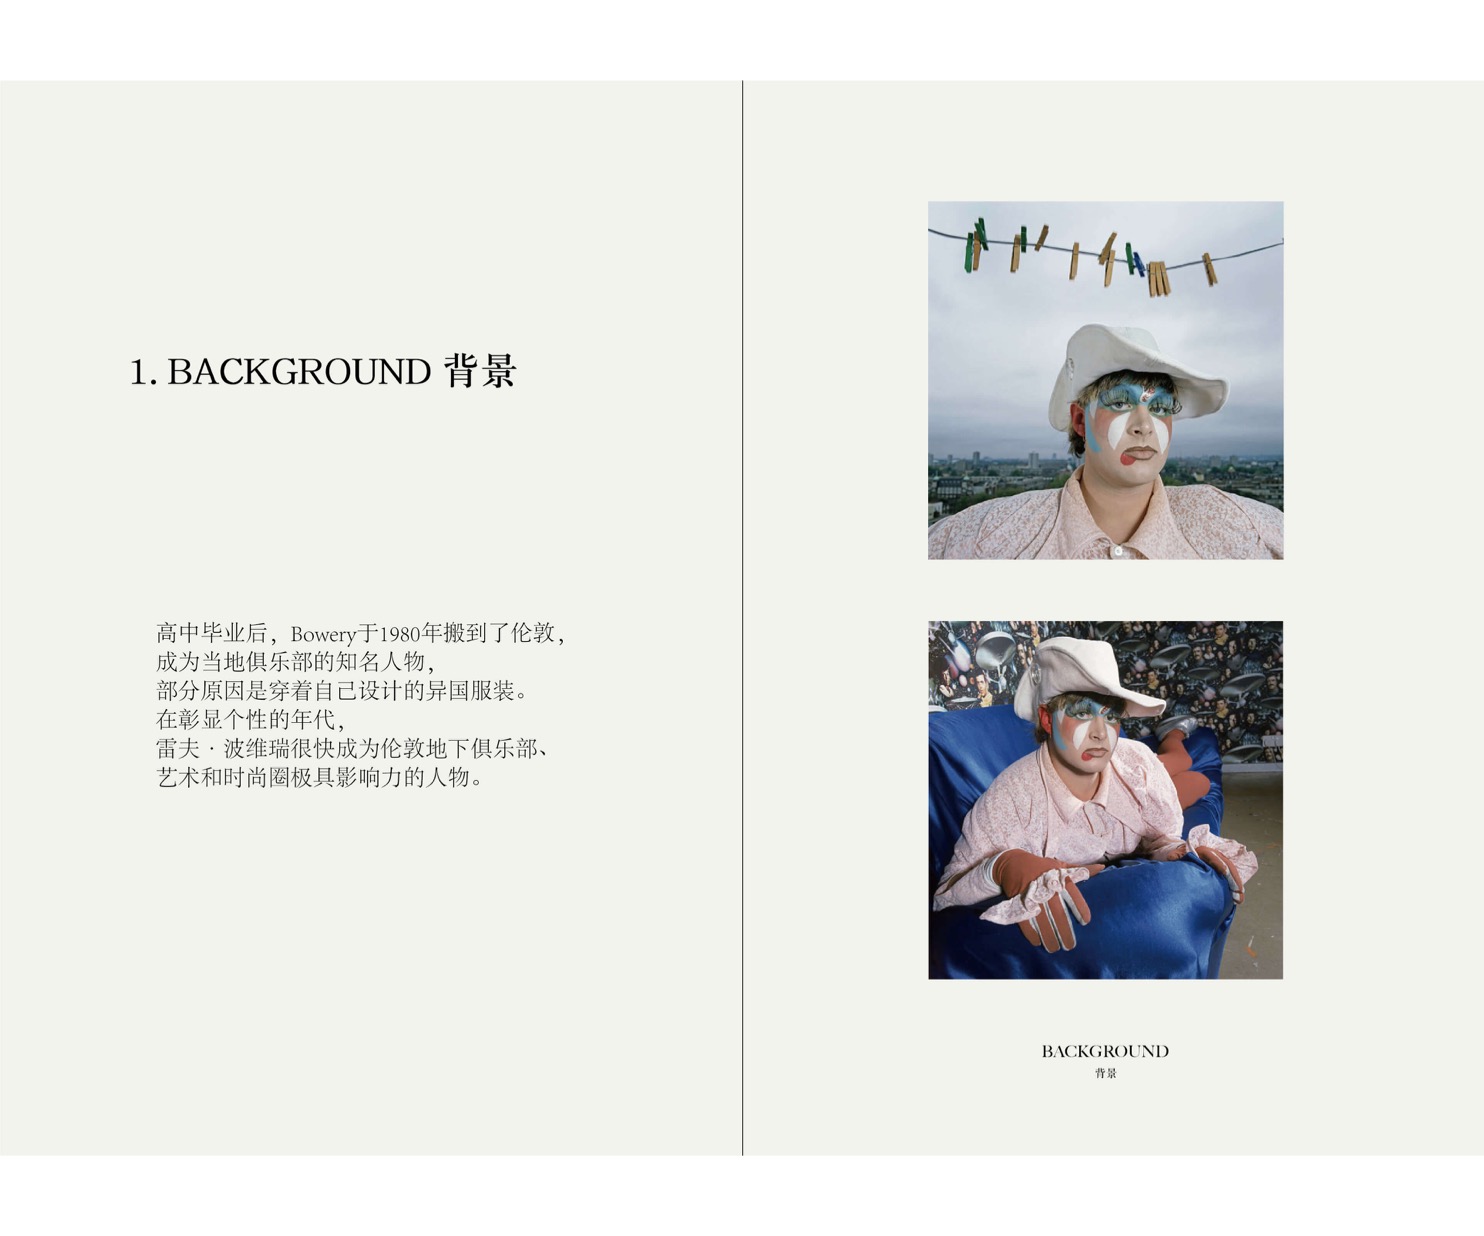 1. BACKGROUND 背景
高中毕业后，Bowery于1980年搬到了伦敦，
成为当地俱乐部的知名人物，
部分原因是穿着自己设计的异国服装。
在彰显个性的年代，
雷夫·波维瑞很快成为伦敦地下俱乐部、
艺术和时尚圈极具影响力的人物。
BACKGROUND
背景